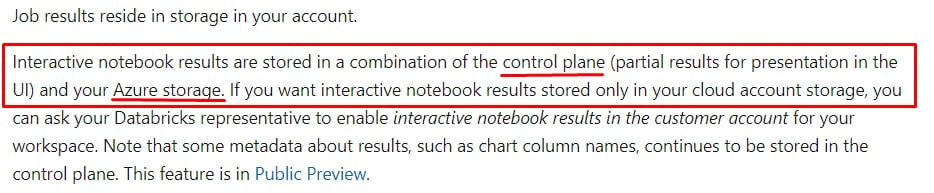 Job results reside in storage in your account.
Interactive notebook results are stored in a combination of the control plane (partial results for presentation in the
UI) and your Azure storage. If you want interactive notebook results stored only in your cloud account storage, you
can ask your Databricks representative to enable interactive notebook results in the customer account for your
workspace. Note that some metadata about results, such as chart column names, continues to be stored in the
control plane. This feature is in Public Preview.